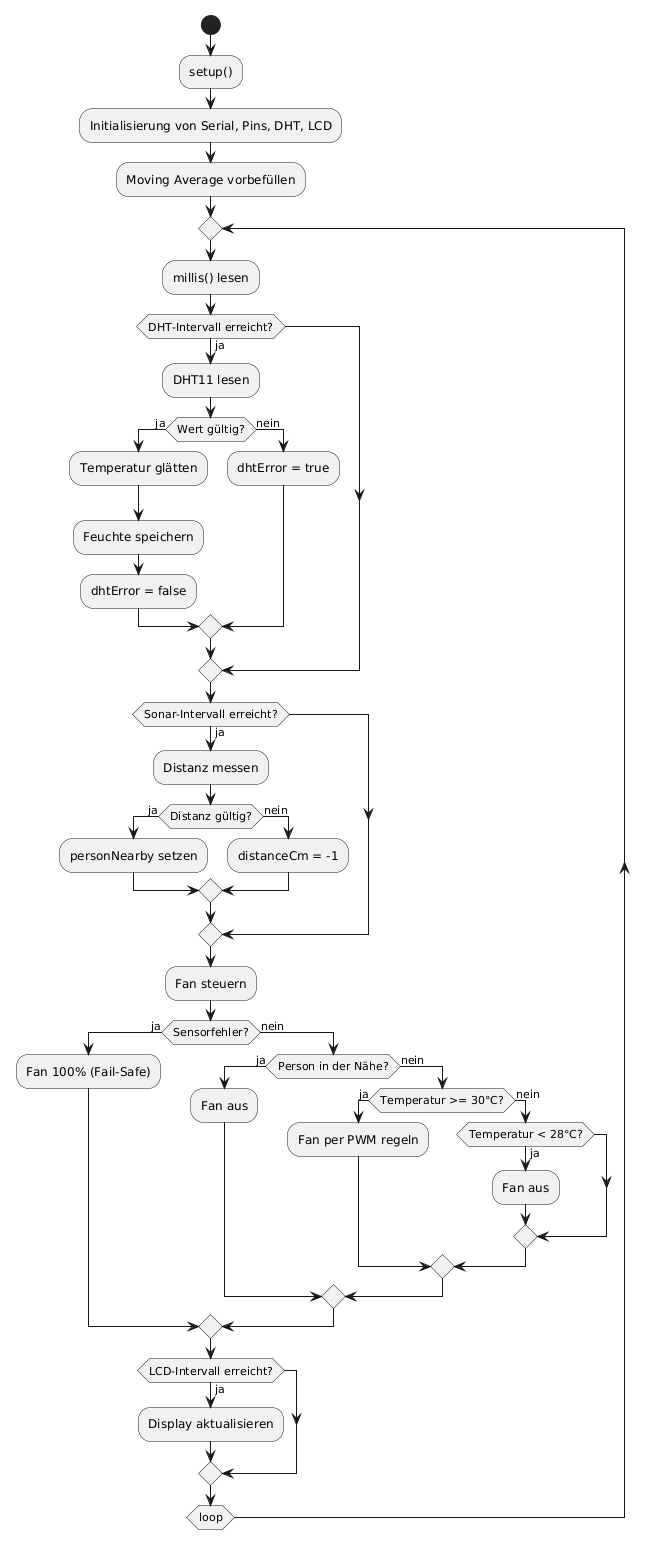 setup()
Initialisierung von Serial, Pins, DHT, LCD
Moving Average vorbefüllen
millis() lesen
DHT-Intervall erreicht?
ja
DHT11 lesen
ja
Wert gültig?
nein
Temperatur glätten
dhtError = true
Feuchte speichern
dhtError = false
Sonar-Intervall erreicht?
ja
Distanz messen
ja
Distanz gültig?
nein
personNearby setzen
distanceCm = -1
Fan steuern
ja
Sensorfehler?
nein
Fan 100% (Fail-Safe)
ja
Person in der Nähe?
nein
Fan aus
ja
Temperatur >= 30°C?
nein
Fan per PWM regeln
Temperatur < 28°C?
ja
Fan aus
LCD-Intervall erreicht?
ja
Display aktualisieren
loop